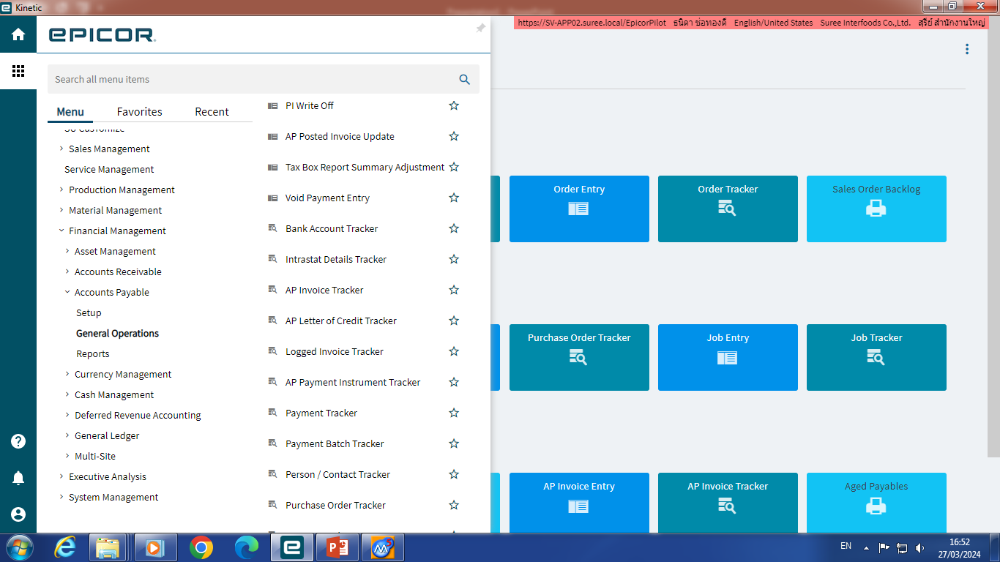 Kinetic
https://SV-APP02.suree.local/EpicorPilot ธนิดา ช่อทองดี English/United States Suree Interfoods Co.,Ltd. สุรีย์ สำนักงานใหญ่
EPICOR
Search all menu items
Menu Favorites Recent
Sales Management
Service Management
Production Management
Material Management
Financial Management
Asset Management
Accounts Receivable
Accounts Payable
Setup
General Operations
Reports
Currency Management
Cash Management
Deferred Revenue Accounting
General Ledger
Multi-Site
Executive Analysis
System Management
PI Write Off
AP Posted Invoice Update
Tax Box Report Summary Adjustment
Void Payment Entry
Bank Account Tracker
Intrastat Details Tracker
AP Invoice Tracker
AP Letter of Credit Tracker
Logged Invoice Tracker
AP Payment Instrument Tracker
Payment Tracker
Payment Batch Tracker
Person / Contact Tracker
Purchase Order Tracker
Order Entry
Order Tracker
Sales Order Backlog
Purchase Order Tracker
Job Entry
Job Tracker
AP Invoice Entry
AP Invoice Tracker
Aged Payables
EN
16:52
27/03/2024